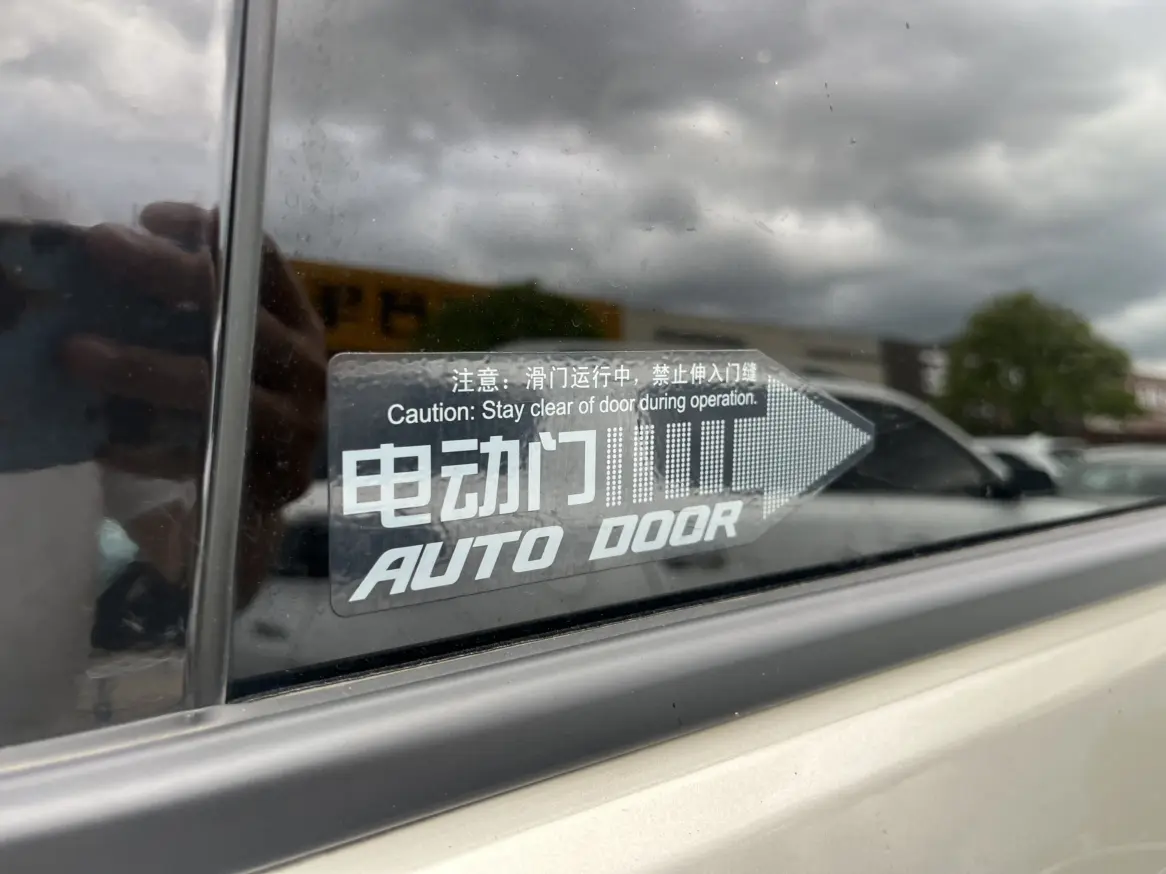 注意：滑门运行中，禁止伸入门缝
Caution: Stay clear of door during operation.
电动门
AUTO DOOR